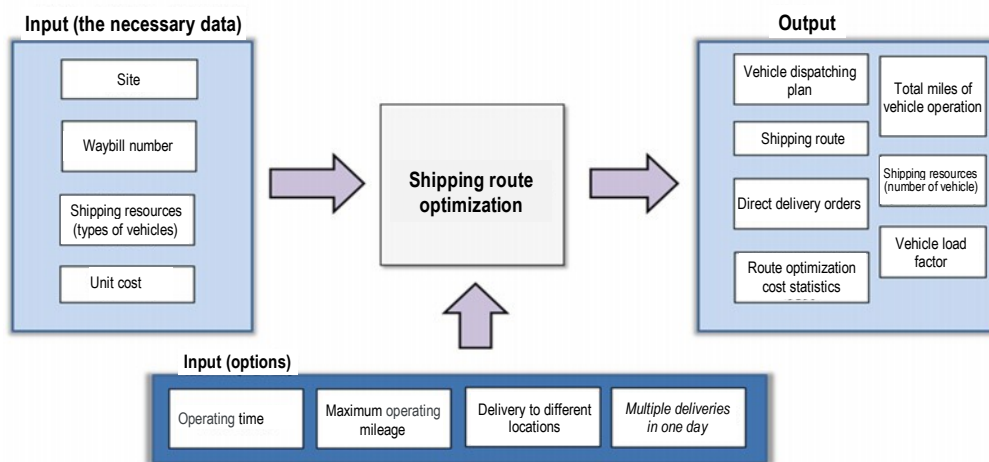 Input (the necessary data)
Site
Waybill number
Shipping resources
(types of vehicles)
Unit cost
Shipping route
optimization
Output
Vehicle dispatching
plan
Shipping route
Direct delivery orders
Route optimization
cost statistics
Total miles of
vehicle operation
Shipping resources
(number of vehicle)
Vehicle load
factor
Input (options)
Operating time
Maximum operating
mileage
Delivery to different
locations
Multiple deliveries
in one day